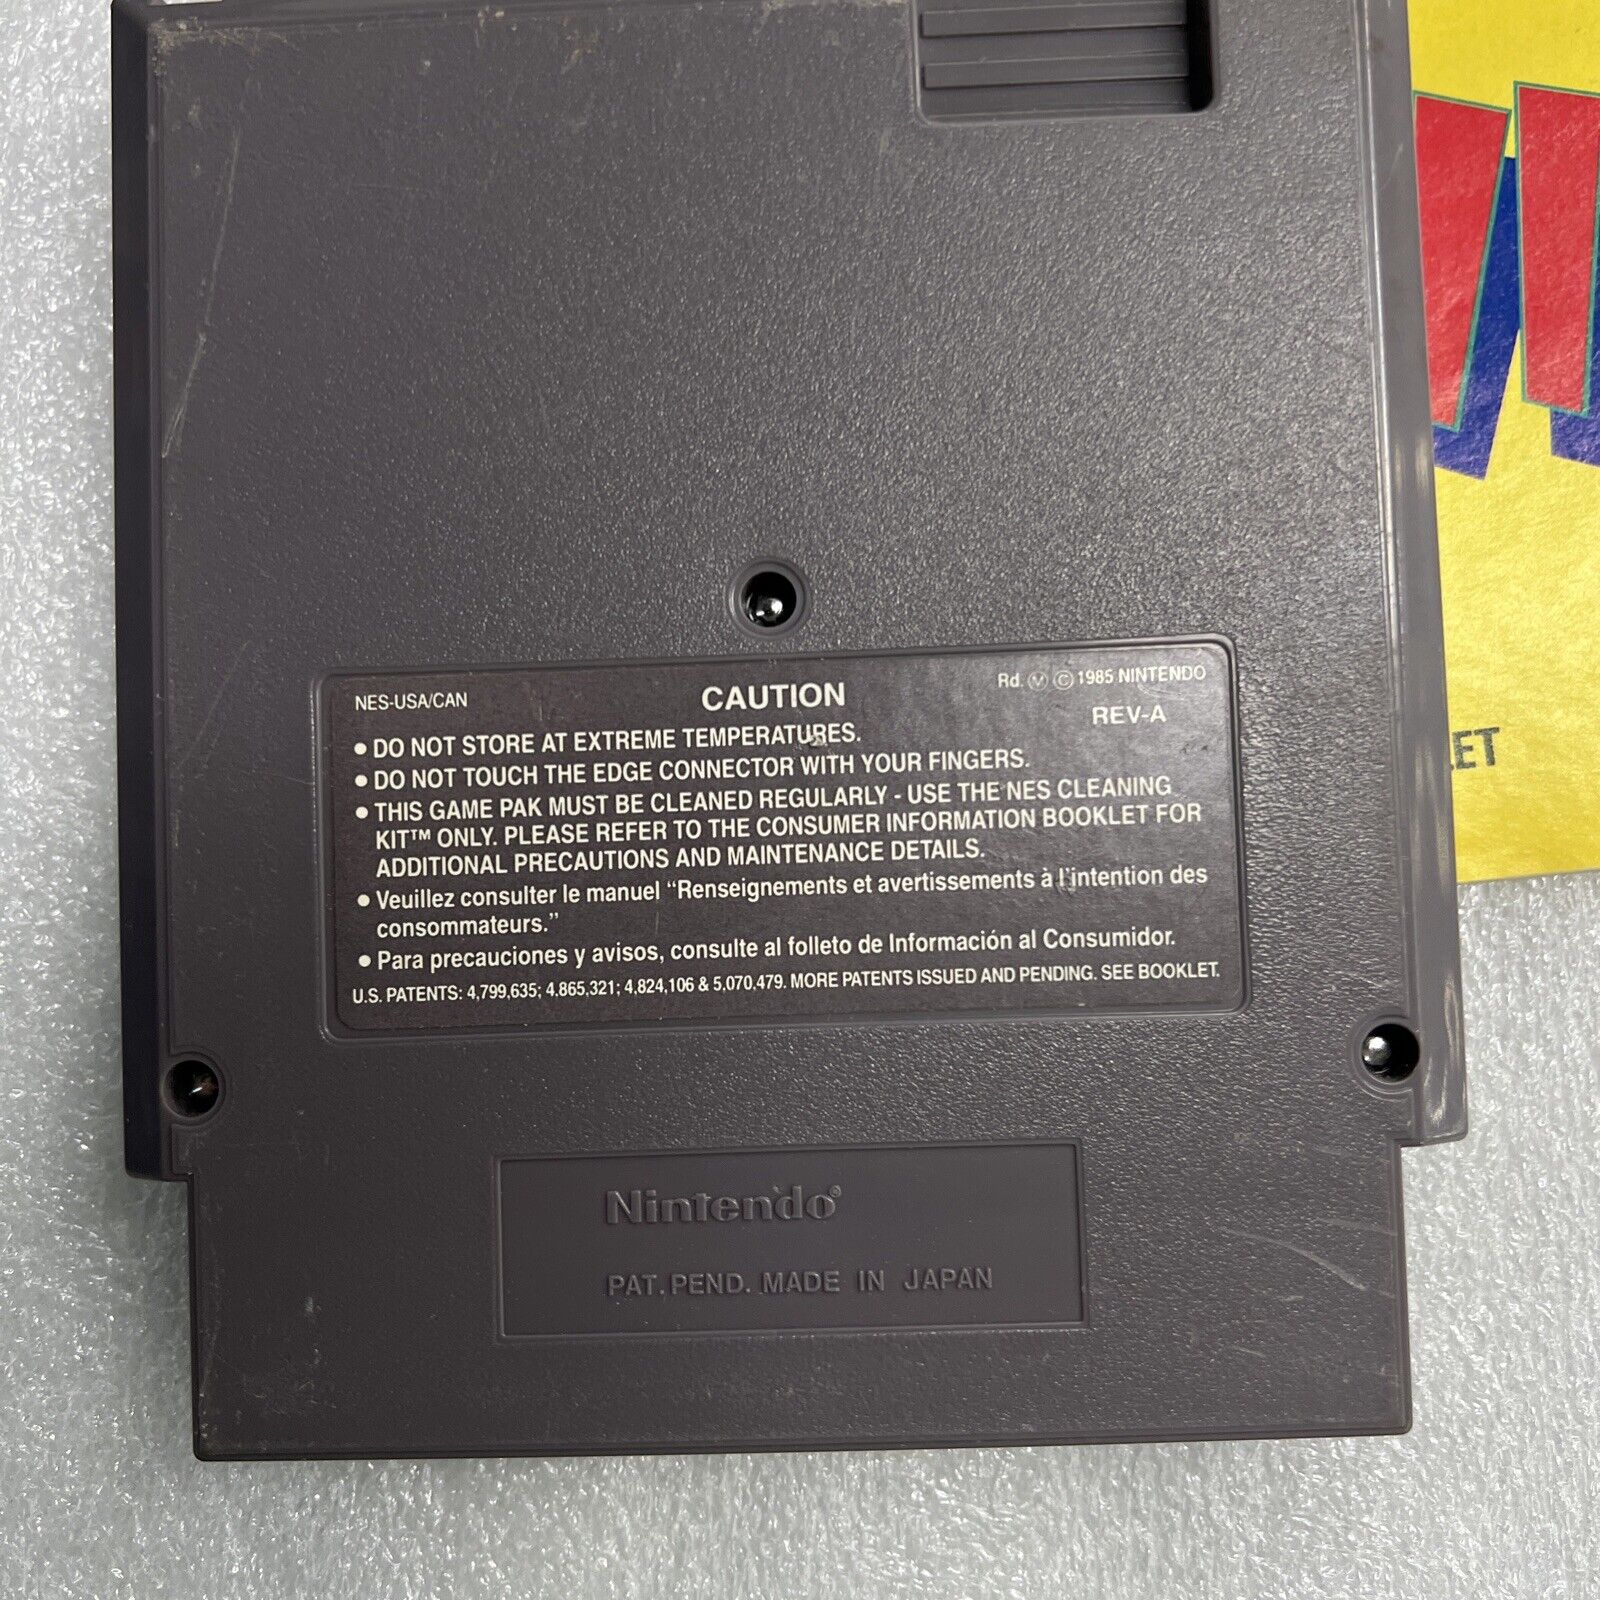 NES-USA/CAN
CAUTION
Rd. Ⓜ © 1985 NINTENDO
REV-A
● DO NOT STORE AT EXTREME TEMPERATURES.
● DO NOT TOUCH THE EDGE CONNECTOR WITH YOUR FINGERS.
● THIS GAME PAK MUST BE CLEANED REGULARLY - USE THE NES CLEANING
KIT™ ONLY. PLEASE REFER TO THE CONSUMER INFORMATION BOOKLET FOR
ADDITIONAL PRECAUTIONS AND MAINTENANCE DETAILS.
● Veuillez consulter le manuel “Renseignements et avertissements à l'intention des
consommateurs.”
● Para precauciones y avisos, consulte al folleto de Información al Consumidor.
U.S. PATENTS: 4,799,635; 4.865,321; 4,824,106 & 5,070,479. MORE PATENTS ISSUED AND PENDING. SEE BOOKLET.
Nintendo®
PAT. PEND. MADE IN JAPAN
LET